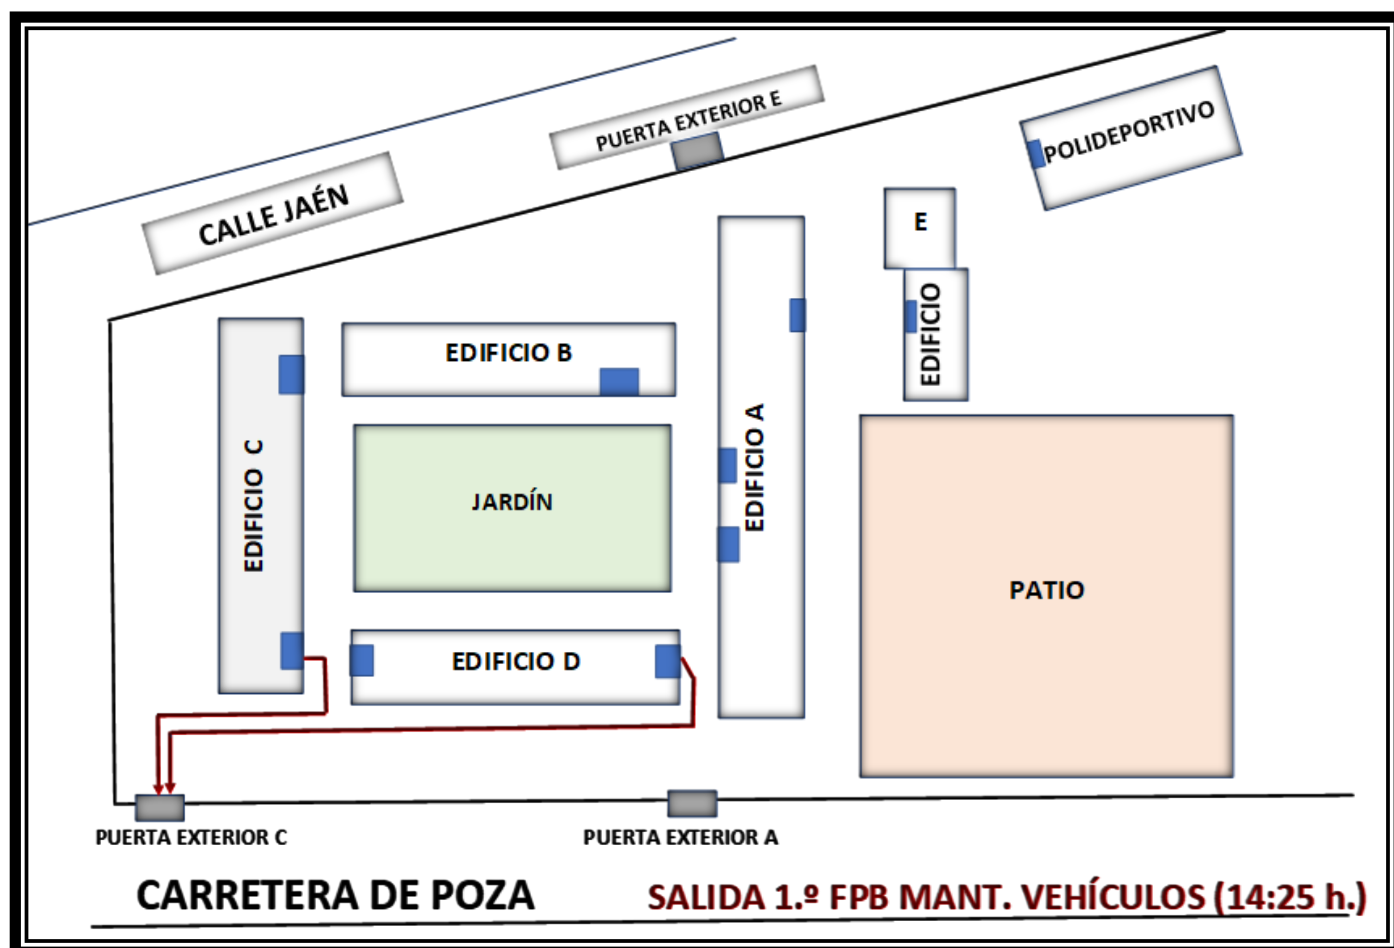 PUERTA EXTERIOR E
POLIDEPORTIVO
CALLE JAÉN
E
EDIFICIO
EDIFICIO B
EDIFICIO A
EDIFICIO C
JARDÍN
PATIO
EDIFICIO D
PUERTA EXTERIOR C
PUERTA EXTERIOR A
CARRETERA DE POZA
SALIDA 1.º FPB MANT. VEHÍCULOS (14:25 h.)